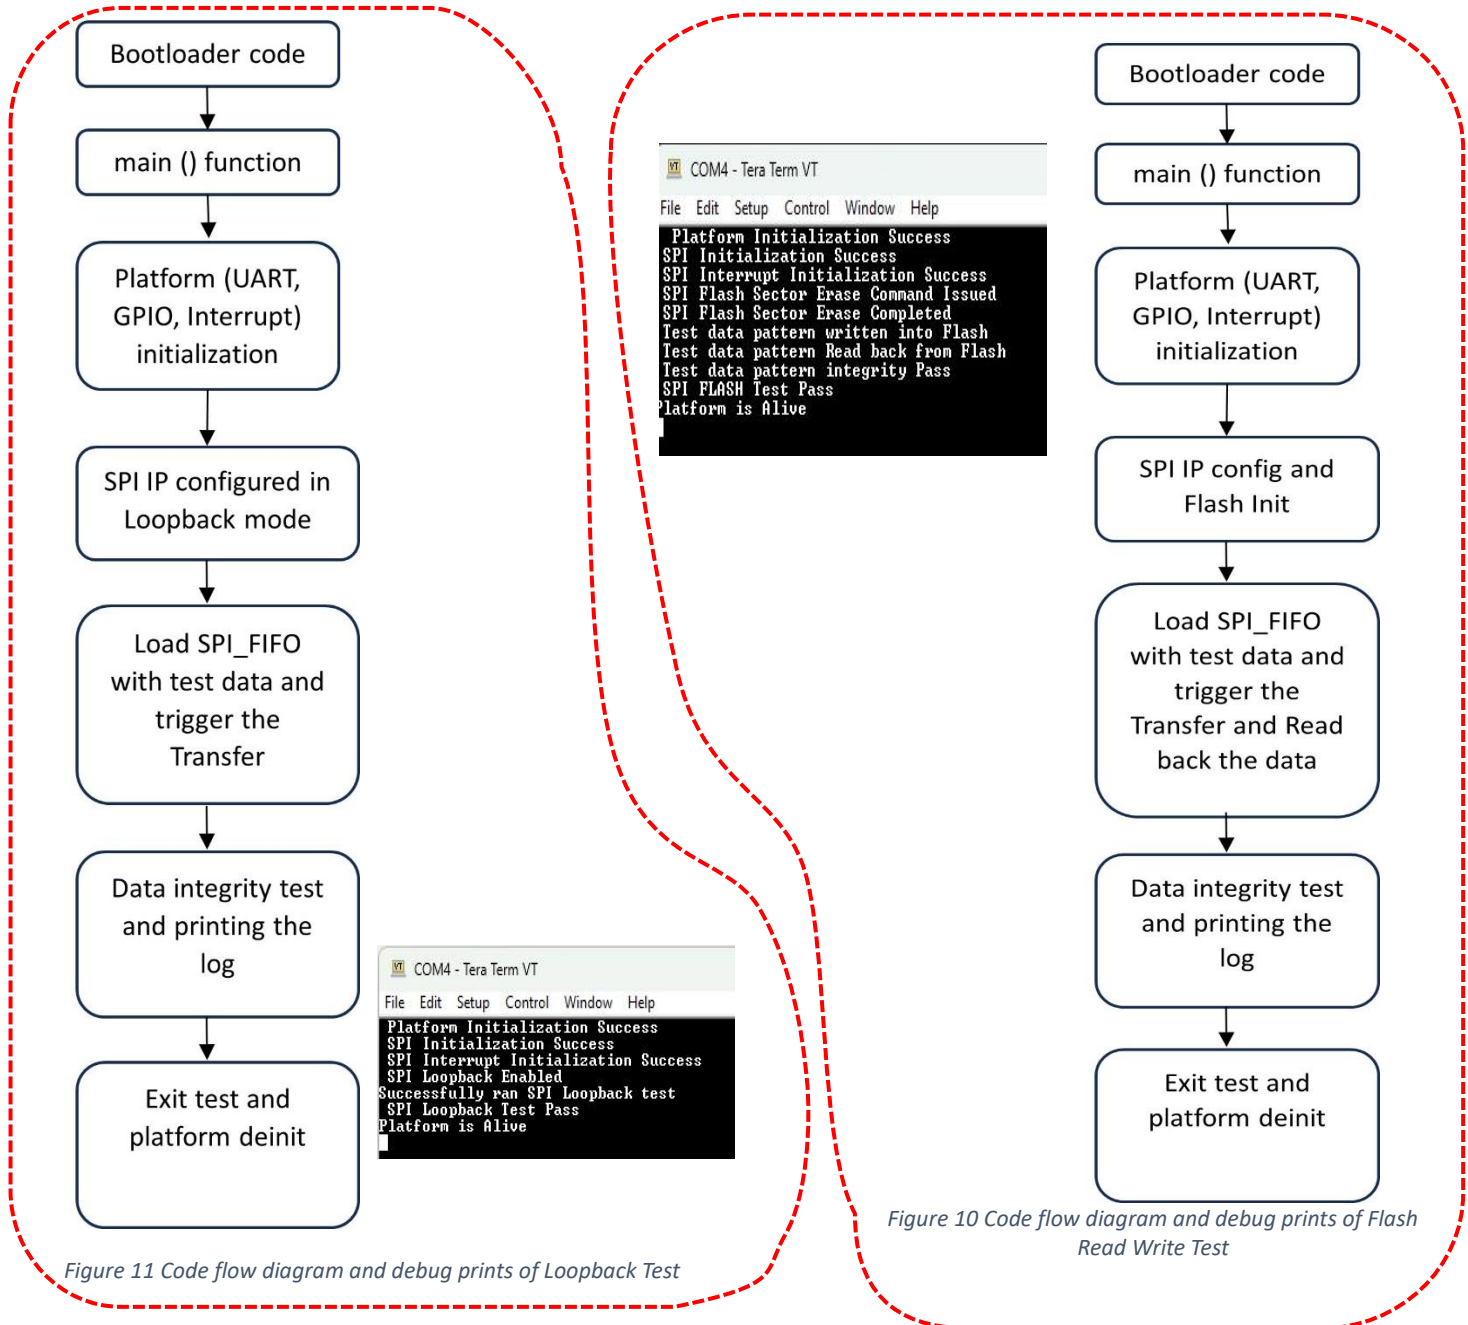 Bootloader code
main () function
Platform (UART,
GPIO, Interrupt)
initialization
SPI IP configured in
Loopback mode
Load SPI_FIFO
with test data and
trigger the
Transfer
Data integrity test
and printing the
log
Exit test and
platform deinit
COM4 - Tera Term VT
File Edit Setup Control Window Help
Platform Initialization Success
SPI Initialization Success
SPI Interrupt Initialization Success
SPI Loopback Enabled
Successfully ran SPI Loopback test
SPI Loopback Test Pass
Platform is Alive
Figure 11 Code flow diagram and debug prints of Loopback Test
COM4 - Tera Term VT
File Edit Setup Control Window Help
Platform Initialization Success
SPI Initialization Success
SPI Interrupt Initialization Success
SPI Flash Sector Erase Command Issued
SPI Flash Sector Erase Completed
Test data pattern written into Flash
Test data pattern Read back from Flash
Test data pattern integrity Pass
SPI FLASH Test Pass
Platform is Alive
Bootloader code
main () function
Platform (UART,
GPIO, Interrupt)
initialization
SPI IP config and
Flash Init
Load SPI_FIFO
with test data and
trigger the
Transfer and Read
back the data
Data integrity test
and printing the
log
Exit test and
platform deinit
Figure 10 Code flow diagram and debug prints of Flash
Read Write Test